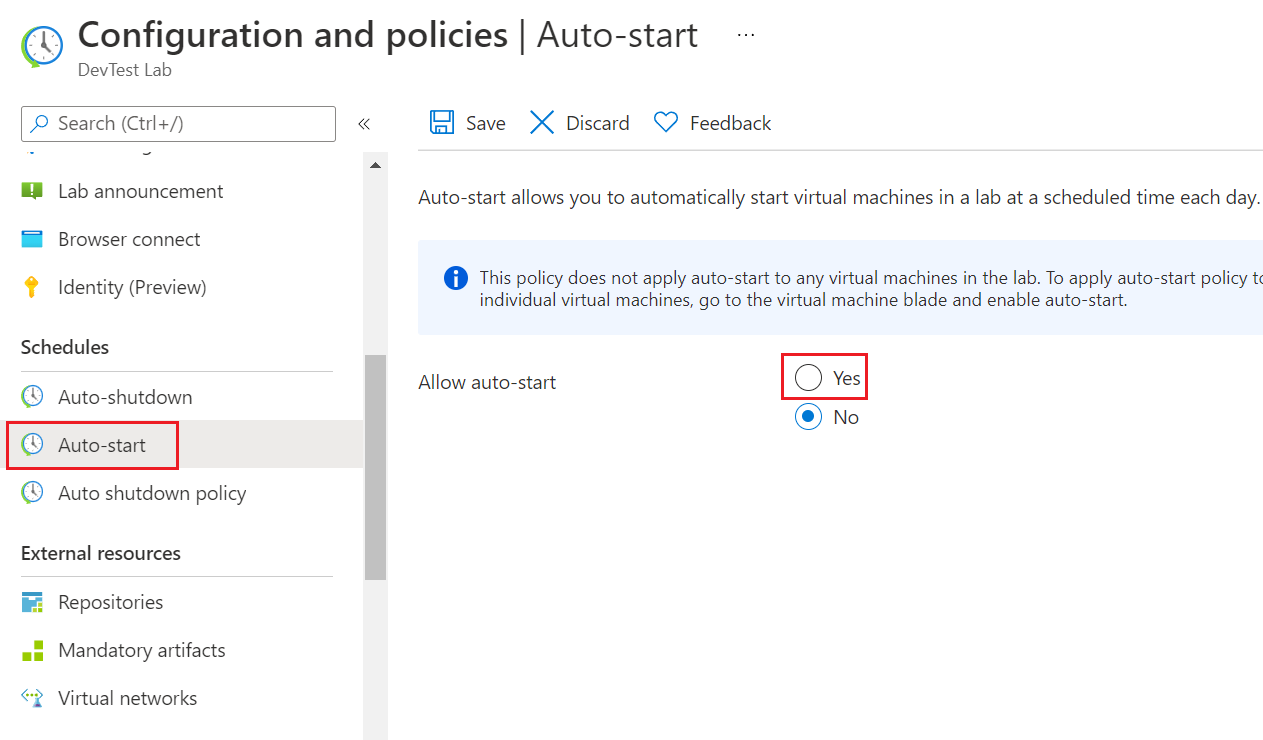 Configuration and policies | Auto-start ...
DevTest Lab
Search (Ctrl+/)
«
Lab announcement
Browser connect
Identity (Preview)
Schedules
Auto-shutdown
Auto-start
Auto shutdown policy
External resources
Repositories
Mandatory artifacts
Virtual networks
Save
Discard
Feedback
Auto-start allows you to automatically start virtual machines in a lab at a scheduled time each day.
This policy does not apply auto-start to any virtual machines in the lab. To apply auto-start policy to
individual virtual machines, go to the virtual machine blade and enable auto-start.
Allow auto-start
Yes
No